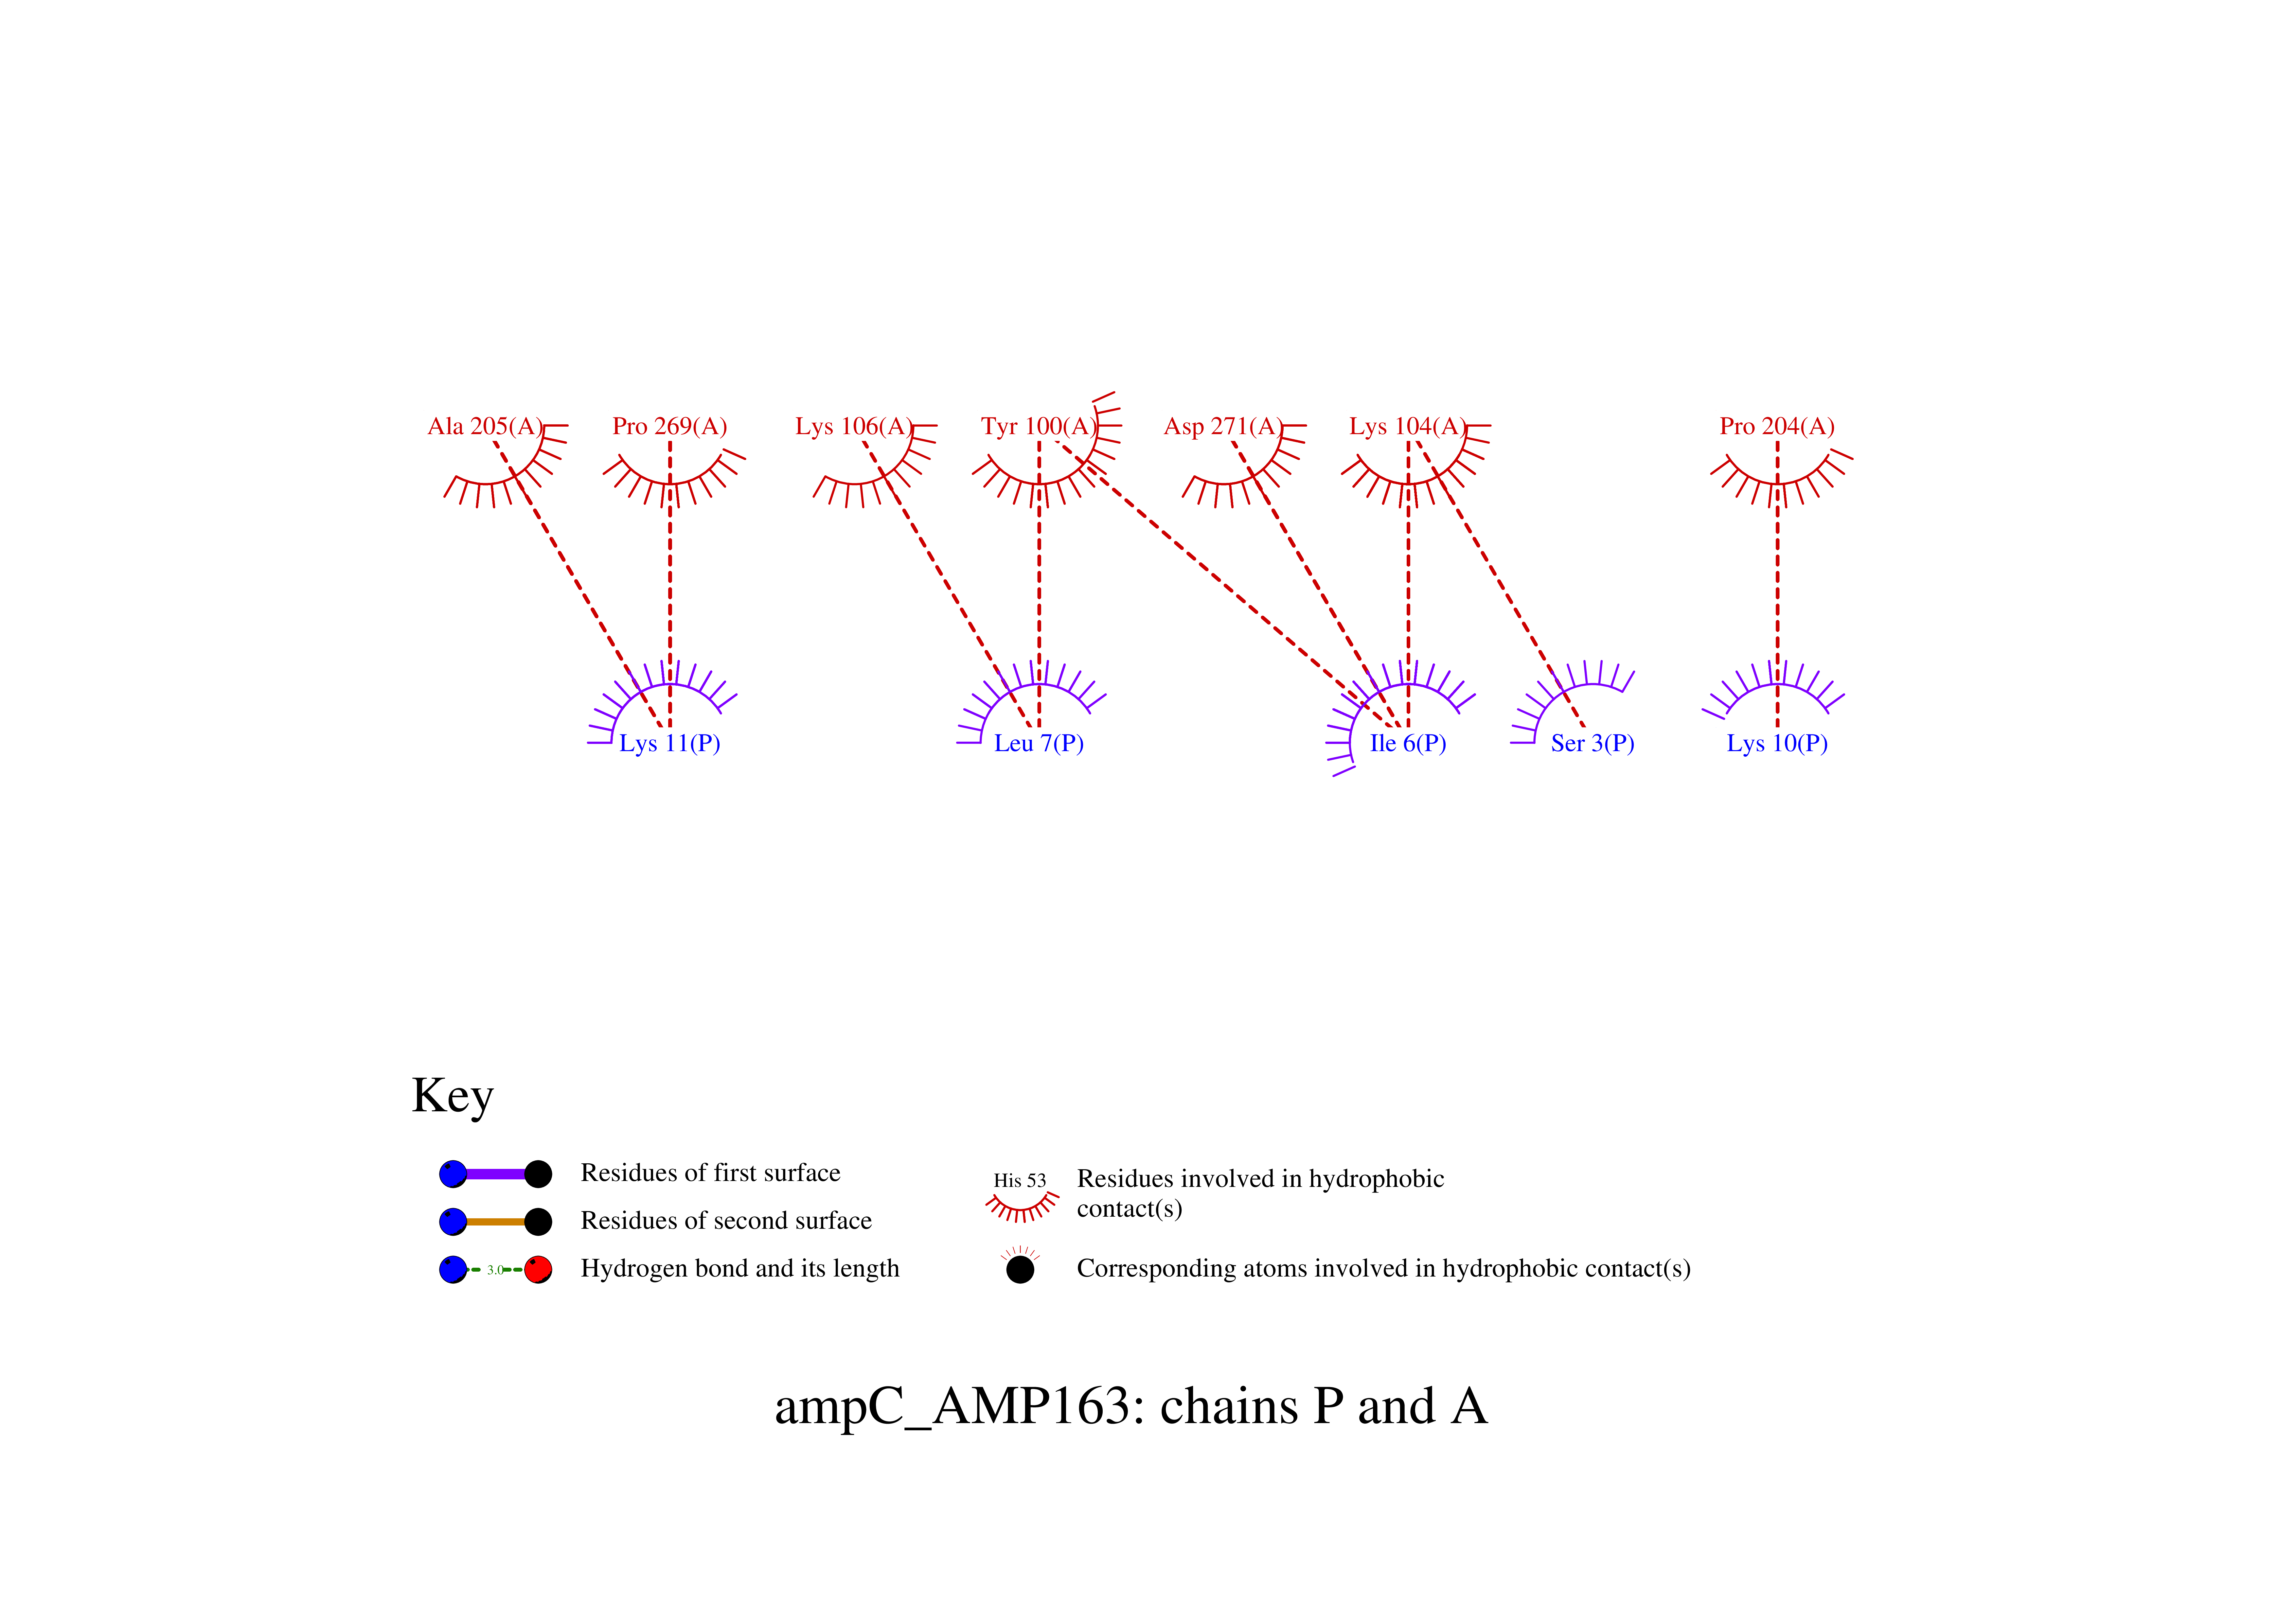 Ala 205(A) Pro 269(A) Lys 106(A) Tyr 100(A) Asp 271(A) Lys 104(A) Pro 204(A)
Lys 11(P) Leu 7(P) Ile 6(P) Ser 3(P) Lys 10(P)
Key
Residues of first surface
Residues of second surface
3.0 Hydrogen bond and its length
His 53 Residues involved in hydrophobic
contact(s)
Corresponding atoms involved in hydrophobic contact(s)
ampC_AMP163: chains P and A